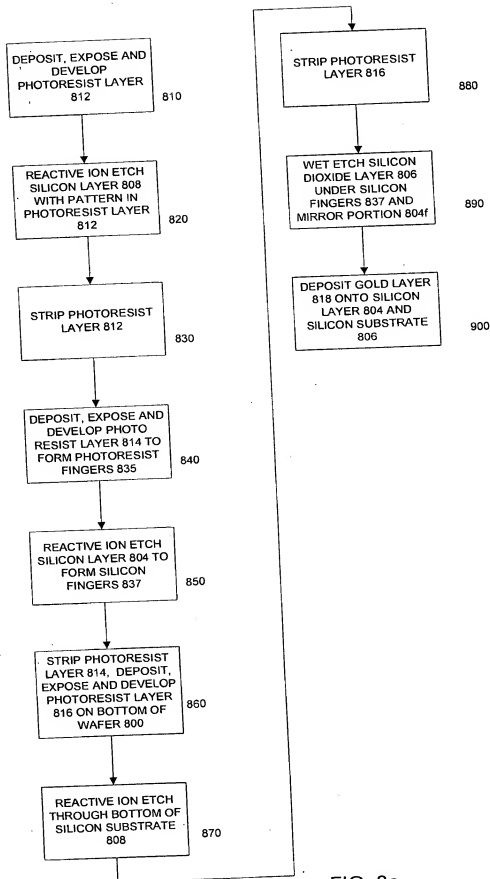 DEPOSIT, EXPOSE AND
DEVELOP
PHOTORESIST LAYER
812
810
REACTIVE ION ETCH
SILICON LAYER 808
WITH PATTERN IN
PHOTORESIST LAYER
812
820
STRIP PHOTORESIST
LAYER 812
830
DEPOSIT, EXPOSE AND
DEVELOP PHOTO
RESIST LAYER 814 TO
FORM PHOTORESIST
FINGERS 835
840
REACTIVE ION ETCH
SILICON LAYER 804 TO
FORM SILICON
FINGERS 837
850
STRIP PHOTORESIST
LAYER 814, DEPOSIT,
EXPOSE AND DEVELOP
PHOTORESIST LAYER
816 ON BOTTOM OF
WAFER 800
860
REACTIVE ION ETCH
THROUGH BOTTOM OF
SILICON SUBSTRATE
808
870
STRIP PHOTORESIST
LAYER 816
880
WET ETCH SILICON
DIOXIDE LAYER 806
UNDER SILICON
FINGERS 837 AND
MIRROR PORTION 804f
890
DEPOSIT GOLD LAYER
818 ONTO SILICON
LAYER 804 AND
SILICON SUBSTRATE
806
900